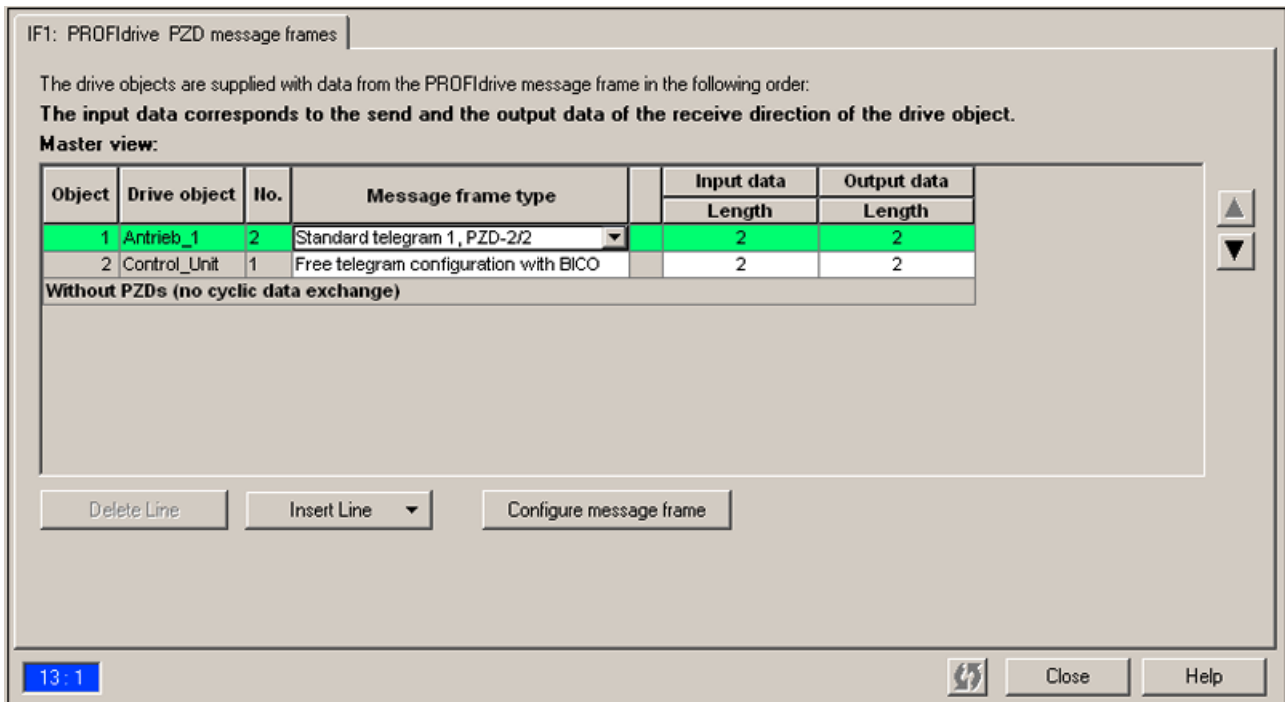 IF1: PROFIdrive PZD message frames
The drive objects are supplied with data from the PROFIdrive message frame in the following order:
The input data corresponds to the send and the output data of the receive direction of the drive object.
Master view:
Object Drive object No. Message frame type Input data Output data
Length Length
1 Antrieb_1 2 Standard telegram 1, PZD-2/2 2 2
2 Control_Unit 1 Free telegram configuration with BICO 2 2
Without PZDs (no cyclic data exchange)
Delete Line Insert Line Configure message frame
13 : 1 Close Help